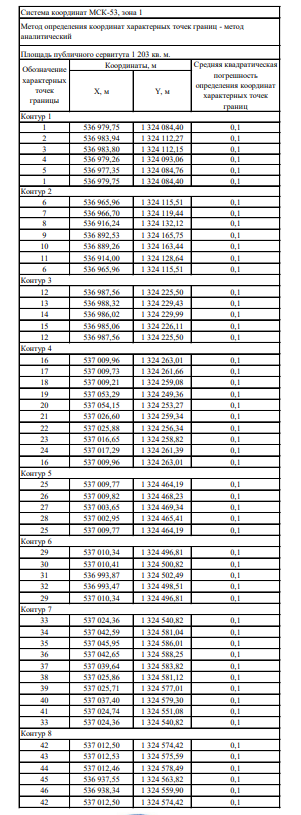 Система координат МСК-53, зона 1
Метод определения координат характерных точек границ - метод
аналитический
Площадь публичного сервитута 1 203 кв. м.
Обозначение характерных точек границы Координаты, м Средняя квадратическая погрешность определения координат характерных точек границ
X, м Y, м
Контур 1
1 536 979,75 1 324 084,40 0,1
2 536 983,94 1 324 112,27 0,1
3 536 983,80 1 324 112,15 0,1
4 536 979,26 1 324 093,06 0,1
5 536 977,35 1 324 084,76 0,1
1 536 979,75 1 324 084,40 0,1
Контур 2
6 536 965,96 1 324 115,51 0,1
7 536 966,70 1 324 119,44 0,1
8 536 916,24 1 324 132,12 0,1
9 536 892,53 1 324 165,75 0,1
10 536 889,26 1 324 163,44 0,1
11 536 914,00 1 324 128,64 0,1
6 536 965,96 1 324 115,51 0,1
Контур 3
12 536 987,56 1 324 225,50 0,1
13 536 988,32 1 324 229,43 0,1
14 536 986,02 1 324 229,99 0,1
15 536 985,06 1 324 226,11 0,1
12 536 987,56 1 324 225,50 0,1
Контур 4
16 537 009,96 1 324 263,01 0,1
17 537 009,73 1 324 261,66 0,1
18 537 009,21 1 324 259,08 0,1
19 537 053,29 1 324 249,36 0,1
20 537 054,15 1 324 253,27 0,1
21 537 026,60 1 324 259,34 0,1
22 537 025,88 1 324 256,34 0,1
23 537 016,65 1 324 258,82 0,1
24 537 017,29 1 324 261,39 0,1
16 537 009,96 1 324 263,01 0,1
Контур 5
25 537 009,77 1 324 464,19 0,1
26 537 009,82 1 324 468,23 0,1
27 537 003,65 1 324 469,34 0,1
28 537 002,95 1 324 465,41 0,1
25 537 009,77 1 324 464,19 0,1
Контур 6
29 537 010,34 1 324 496,81 0,1
30 537 010,41 1 324 500,82 0,1
31 536 993,87 1 324 502,49 0,1
32 536 993,47 1 324 498,51 0,1
29 537 010,34 1 324 496,81 0,1
Контур 7
33 537 024,36 1 324 540,82 0,1
34 537 042,59 1 324 581,04 0,1
35 537 045,95 1 324 586,01 0,1
36 537 042,65 1 324 588,25 0,1
37 537 039,64 1 324 583,82 0,1
38 537 025,86 1 324 581,12 0,1
39 537 025,71 1 324 577,01 0,1
40 537 037,40 1 324 579,30 0,1
41 537 024,74 1 324 551,08 0,1
33 537 024,36 1 324 540,82 0,1
Контур 8
42 537 012,50 1 324 574,42 0,1
43 537 012,53 1 324 575,59 0,1
44 537 012,46 1 324 578,49 0,1
45 536 937,55 1 324 563,82 0,1
46 536 938,34 1 324 559,90 0,1
42 537 012,50 1 324 574,42 0,1